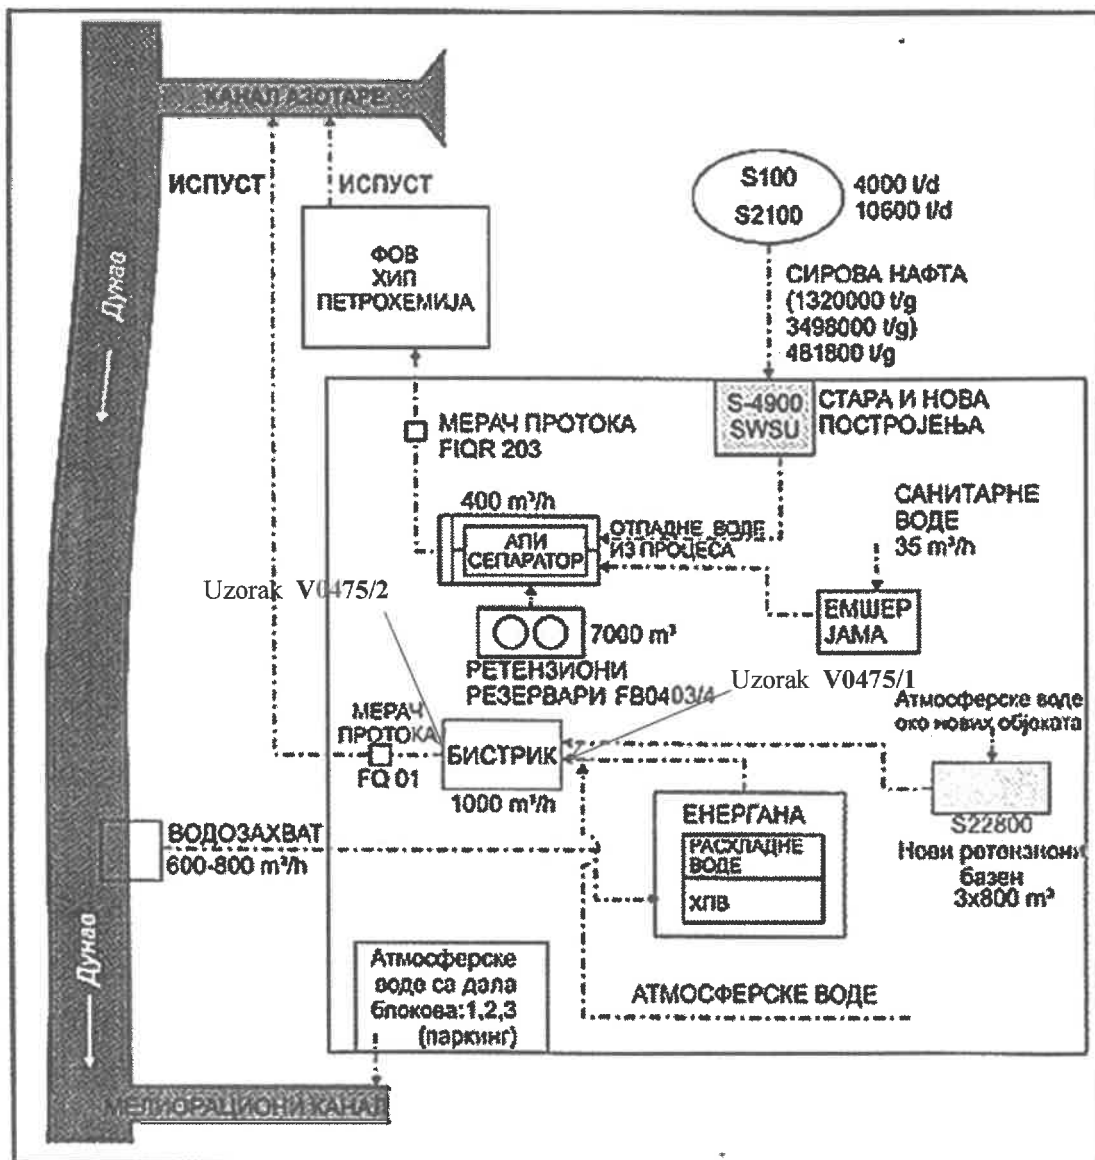 КАНАЛ АЗОТАРЕ
ИСПУСТ
ИСПУСТ
S100
S2100
4000 t/d
10600 t/d
ФОВ
ХИП
ПЕТРОХЕМИЈА
Дунав
СИРОВА НАФТА
(1320000 t/g
3498000 t/g)
481800 t/g
S-4900
SWSU
СТАРА И НОВА
ПОСТРОЈЕЊА
МЕРАЧ ПРОТОКА
FIQR 203
400 m³/h
АПИ
СЕПАРАТОР
ОТПАДНЕ ВОДЕ
ИЗ ПРОЦЕСА
САНИТАРНЕ
ВОДЕ
35 m³/h
Uzorak V0475/2
ЕМШЕР
ЈАМА
7000 m³
РЕТЕНЗИОНИ
РЕЗЕРВАРИ FB0403/4
Uzorak V0475/1
Атмосферске воде
око нових објеката
МЕРАЧ
ПРОТОКА
FQ 01
БИСТРИК
1000 m³/h
S22800
Нови ретензиони
базен
3x800 m³
ЕНЕРГАНА
РАСХЛАДНЕ
ВОДЕ
ХПВ
ВОДОЗАХВАТ
600-800 m³/h
Дунав
Атмосферске
воде са дела
блокова:1,2,3
(паркинг)
АТМОСФЕРСКЕ ВОДЕ
МЕЛИОРАЦИОНИ КАНАЛ